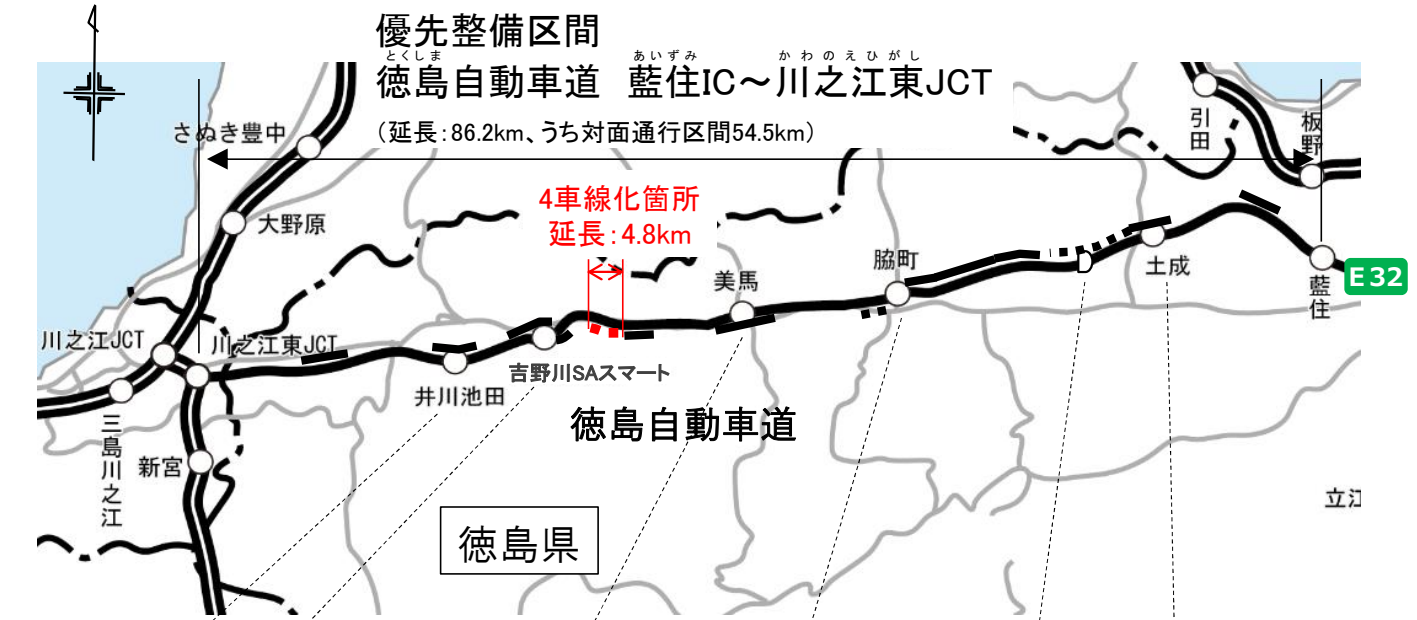 優先整備区間
とくしま あいずみ かわのえひがし
徳島自動車道 藍住IC～川之江東JCT
（延長：86.2km、うち対面通行区間54.5km）
さぬき豊中
引田
板野
4車線化箇所
延長：4.8km
大野原
美馬
脇町
土成
藍住
E32
川之江JCT
川之江東JCT
吉野川SAスマート
井川池田
三島川之江
新宮
徳島自動車道
徳島県
立江